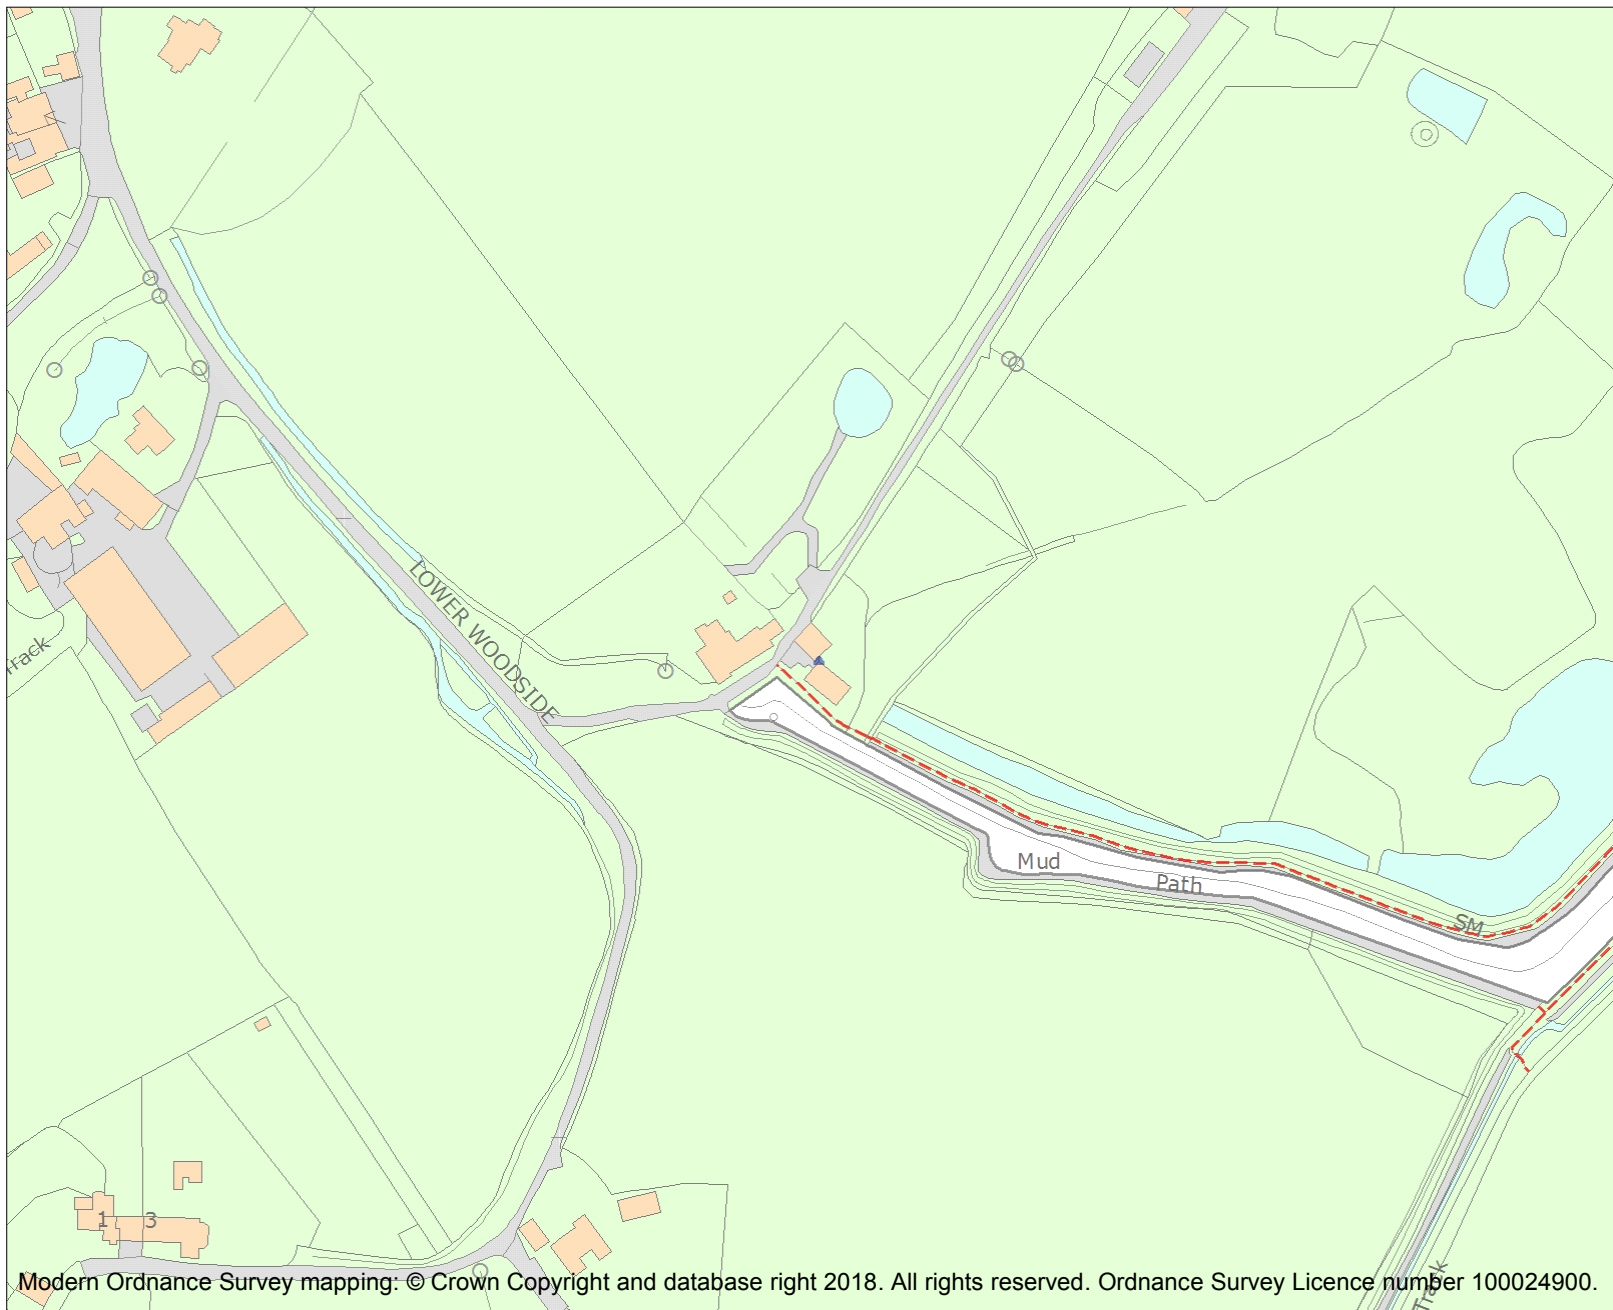 LOWER WOODSIDE
Track
Mud
Path
SM
1 3
Track
Modern Ordnance Survey mapping: © Crown Copyright and database right 2018. All rights reserved. Ordnance Survey Licence number 100024900.